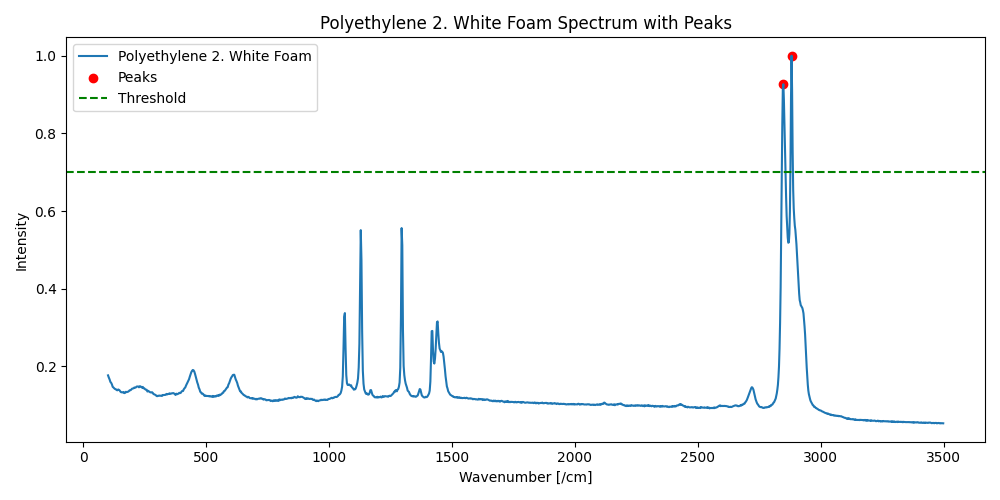 Polyethylene 2. White Foam Spectrum with Peaks
Polyethylene 2. White Foam
Peaks
Threshold
1.0
0.8
0.6
0.4
0.2
Intensity
0 500 1000 1500 2000 2500 3000 3500
Wavenumber [/cm]